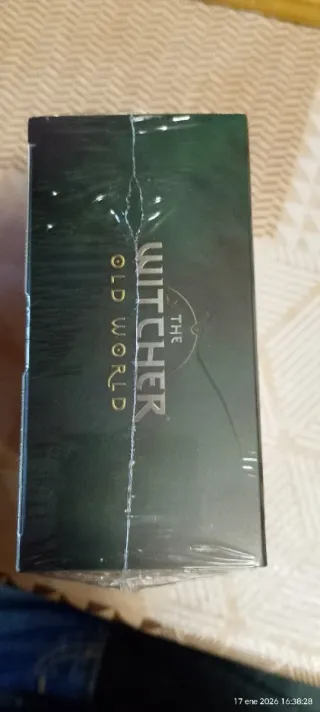 THE
WITCHER
OLD WORLD
17 ene 2026 16:38:28